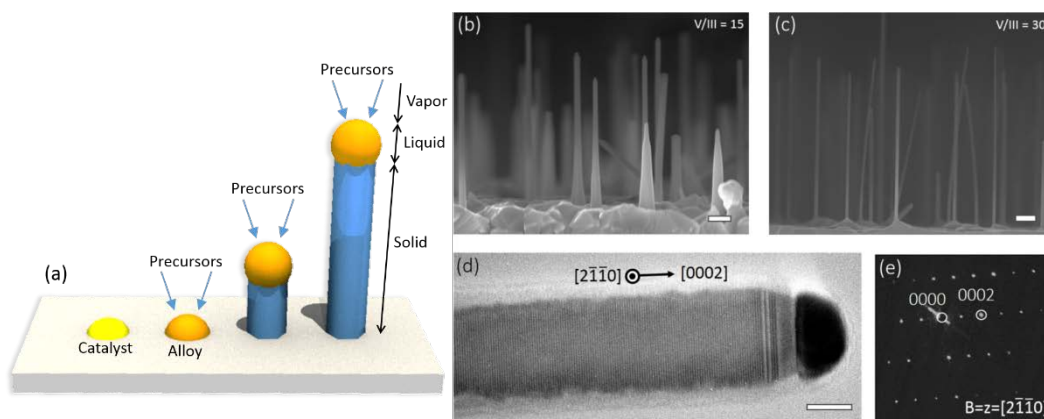 Precursors
Vapor
Liquid
Precursors
Solid
(a)
Precursors
Catalyst
Alloy
(b)
V/III = 15
(c)
V/III = 30
(d)
[21̄1̄0]
[0002]
(e)
0000
0002
B=z=[21̄1̄0]